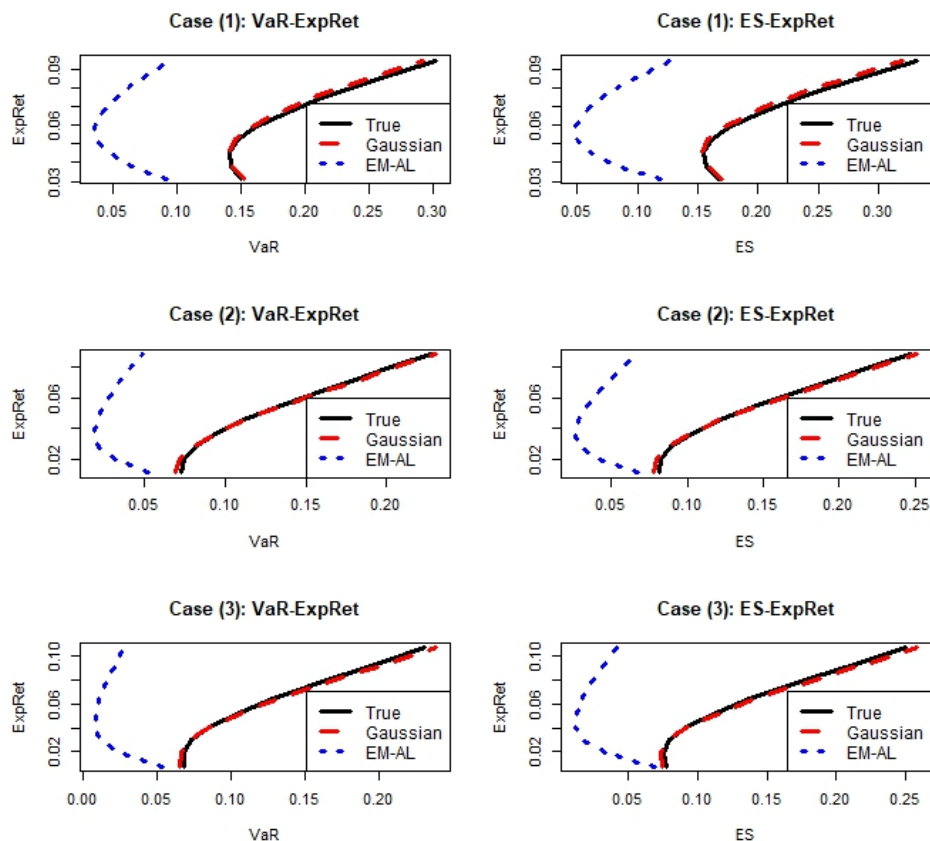 Case (1): VaR-ExpRet
ExpRet
0.03 0.06 0.09
True
Gaussian
EM-AL
0.05 0.10 0.15 0.20 0.25 0.30
VaR
Case (1): ES-ExpRet
ExpRet
0.03 0.06 0.09
True
Gaussian
EM-AL
0.05 0.10 0.15 0.20 0.25 0.30
ES
Case (2): VaR-ExpRet
ExpRet
0.02 0.06
True
Gaussian
EM-AL
0.05 0.10 0.15 0.20
VaR
Case (2): ES-ExpRet
ExpRet
0.02 0.06
True
Gaussian
EM-AL
0.05 0.10 0.15 0.20 0.25
ES
Case (3): VaR-ExpRet
ExpRet
0.02 0.06 0.10
True
Gaussian
EM-AL
0.00 0.05 0.10 0.15 0.20
VaR
Case (3): ES-ExpRet
ExpRet
0.02 0.06 0.10
True
Gaussian
EM-AL
0.05 0.10 0.15 0.20 0.25
ES